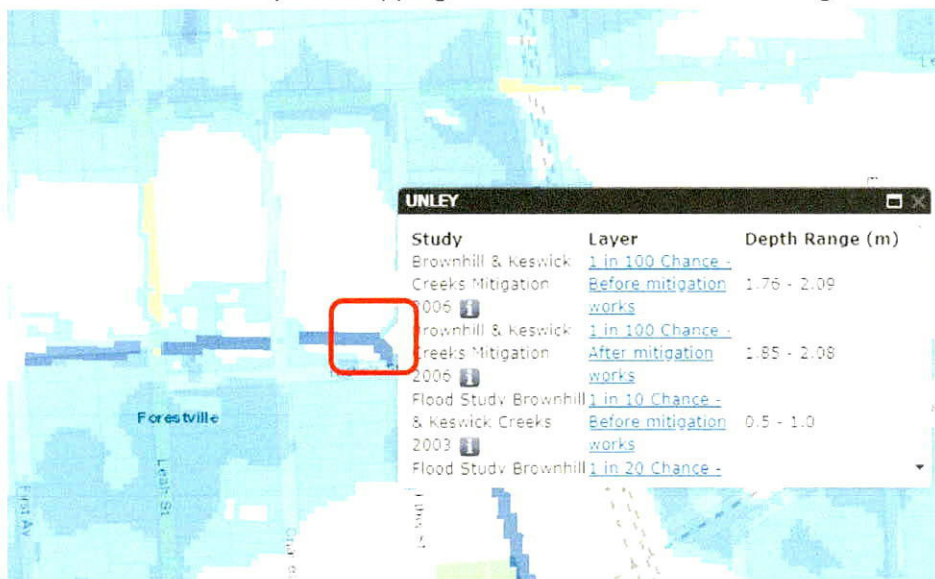 UNLEY
Study Layer Depth Range (m)
Brownhill & Keswick 1 in 100 Chance -
Creeks Mitigation Before mitigation 1.76 - 2.09
2006 works
Brownhill & Keswick 1 in 100 Chance -
Creeks Mitigation After mitigation 1.85 - 2.08
2006 works
Flood Study Brownhill 1 in 10 Chance -
& Keswick Creeks Before mitigation 0.5 - 1.0
2003 works
Flood Study Brownhill 1 in 20 Chance -
Forestville
First Av
Leah St